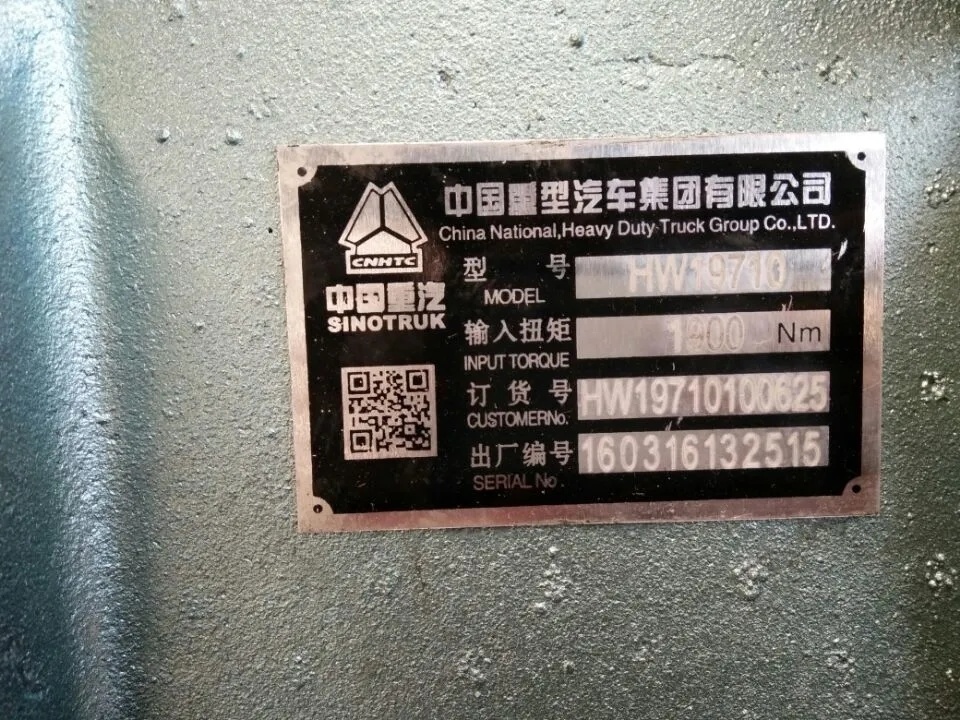 中国重型汽车集团有限公司
China National,Heavy Duty Truck Group Co.,LTD.
CNHTC
中国重汽
SINOTRUK
型 号 HW19710
MODEL
输入扭矩 1900 Nm
INPUT TORQUE
订 货 号 HW19710100625
CUSTOMERNo.
出厂编号 160316132515
SERIAL No.